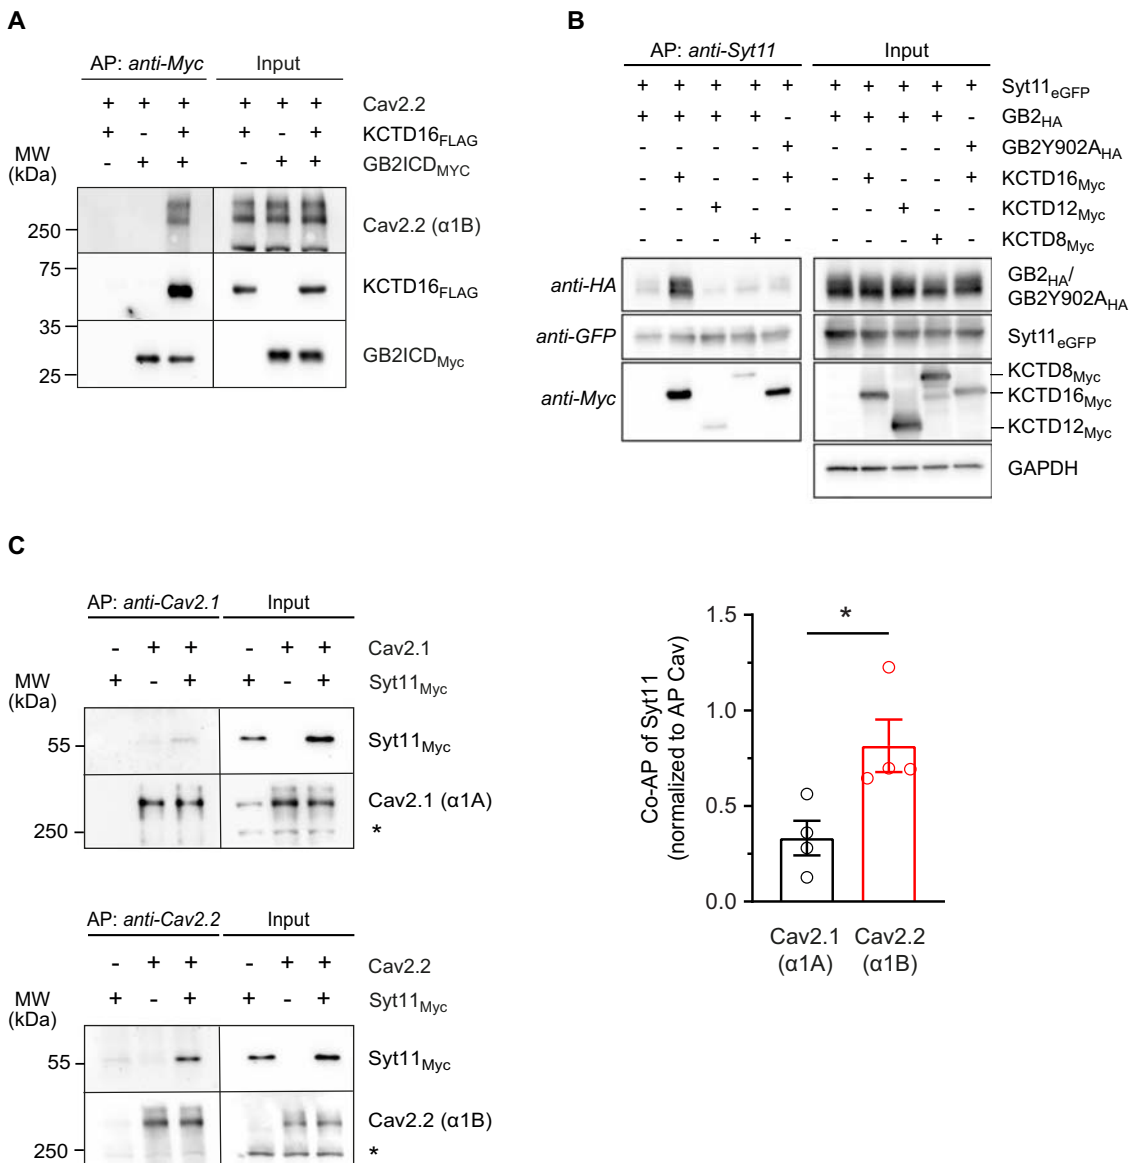 A
AP: anti-Myc Input
+ + + + + + Cav2.2
+ - + + - + KCTD16FLAG
- + + - + + GB2ICDMYC
MW
(kDa)
250 Cav2.2 (α1B)
75
KCTD16FLAG
35
GB2ICDMyc
25
B
AP: anti-Syt11 Input
+ + + + + + + + + + Syt11eGFP
+ + + + - + + + + - GB2HA
- - - - + - - - - + GB2Y902AHA
- + - - + - + - - + KCTD16Myc
- - + - - - - + - - KCTD12Myc
- - - + - - - - + - KCTD8Myc
anti-HA GB2HA/
GB2Y902AHA
anti-GFP Syt11eGFP
anti-Myc KCTD8Myc
KCTD16Myc
KCTD12Myc
GAPDH
C
AP: anti-Cav2.1 Input
- + + - + + Cav2.1
+ - + + - + Syt11Myc
MW
(kDa)
55 Syt11Myc
Cav2.1 (α1A)
250 *
AP: anti-Cav2.2 Input
- + + - + + Cav2.2
+ - + + - + Syt11Myc
MW
(kDa)
55 Syt11Myc
Cav2.2 (α1B)
250 *
Co-AP of Syt11
(normalized to AP Cav)
1.5
1.0
0.5
0.0
*
Cav2.1 Cav2.2
(α1A) (α1B)